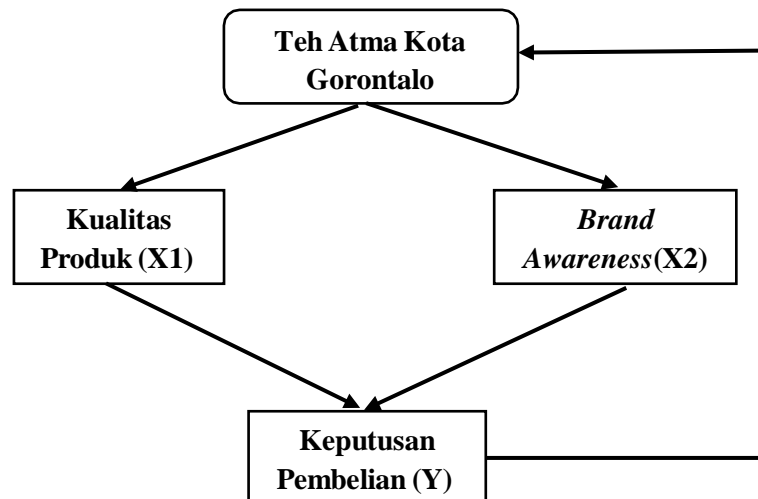 Teh Atma Kota
Gorontalo
Kualitas
Produk (X1)
Brand
Awareness(X2)
Keputusan
Pembelian (Y)